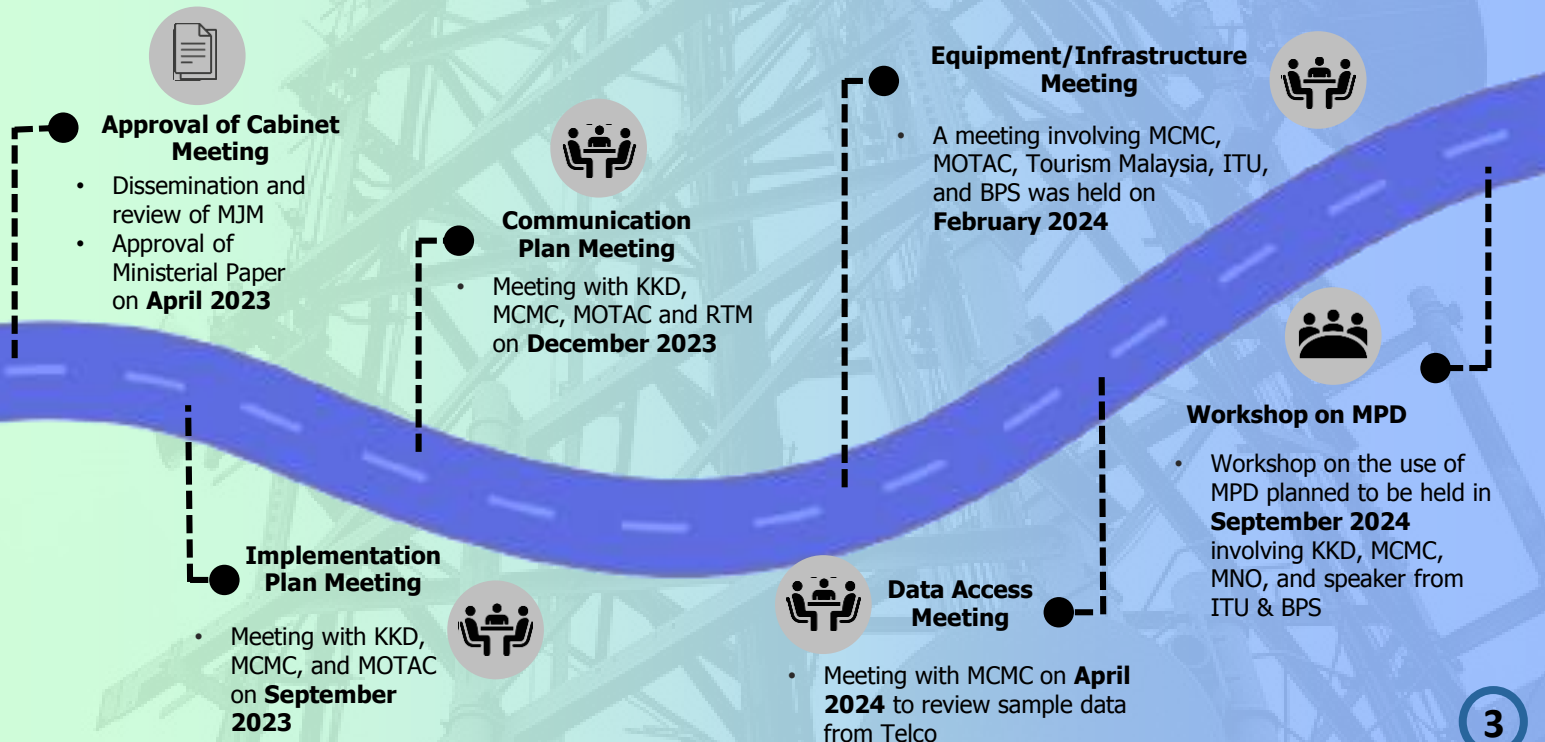 Approval of Cabinet
Meeting
• Dissemination and
review of MJM
• Approval of
Ministerial Paper
on April 2023
Implementation
Plan Meeting
• Meeting with KKD,
MCMC, and MOTAC
on September
2023
Communication
Plan Meeting
• Meeting with KKD,
MCMC, MOTAC and RTM
on December 2023
Equipment/Infrastructure
Meeting
• A meeting involving MCMC,
MOTAC, Tourism Malaysia, ITU,
and BPS was held on
February 2024
Data Access
Meeting
• Meeting with MCMC on April
2024 to review sample data
from Telco
Workshop on MPD
• Workshop on the use of
MPD planned to be held in
September 2024
involving KKD, MCMC,
MNO, and speaker from
ITU & BPS
3